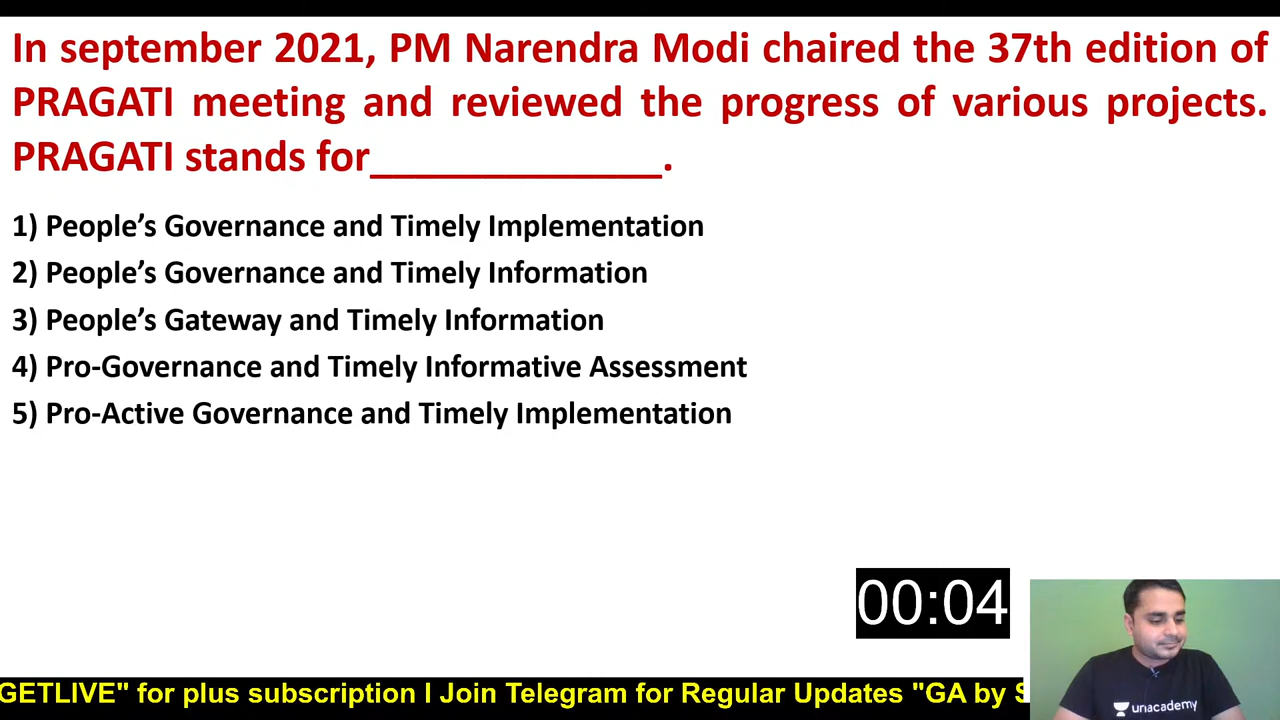 In september 2021, PM Narendra Modi chaired the 37th edition of
PRAGATI meeting and reviewed the progress of various projects.
PRAGATI stands for______________.
1) People’s Governance and Timely Implementation
2) People’s Governance and Timely Information
3) People’s Gateway and Timely Information
4) Pro-Governance and Timely Informative Assessment
5) Pro-Active Governance and Timely Implementation
00:04
unacademy
GETLIVE" for plus subscription I Join Telegram for Regular Updates "GA by S